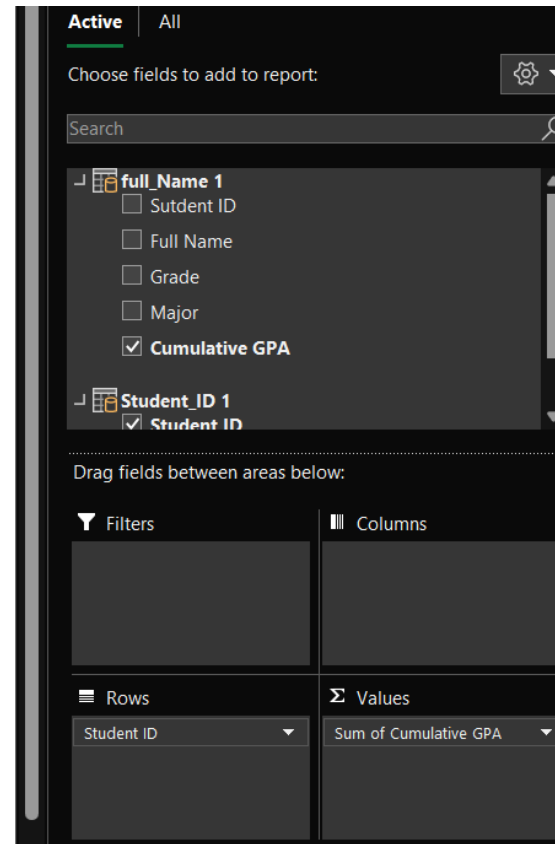 Active All
Choose fields to add to report:
Search
full_Name 1
Sutdent ID
Full Name
Grade
Major
Cumulative GPA
Student_ID 1
Student ID
Drag fields between areas below:
Filters
Columns
Rows
Σ Values
Student ID
Sum of Cumulative GPA